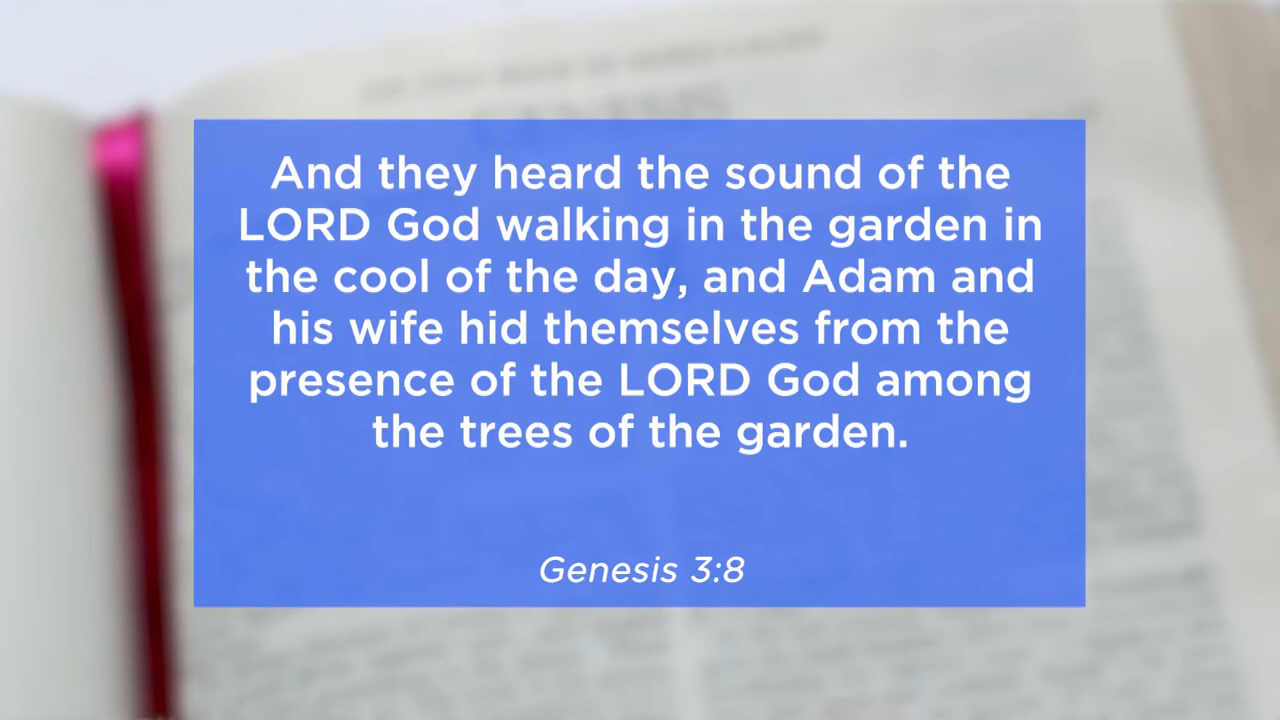 GENESIS
And they heard the sound of the
LORD God walking in the garden in
the cool of the day, and Adam and
his wife hid themselves from the
presence of the LORD God among
the trees of the garden.
Genesis 3:8